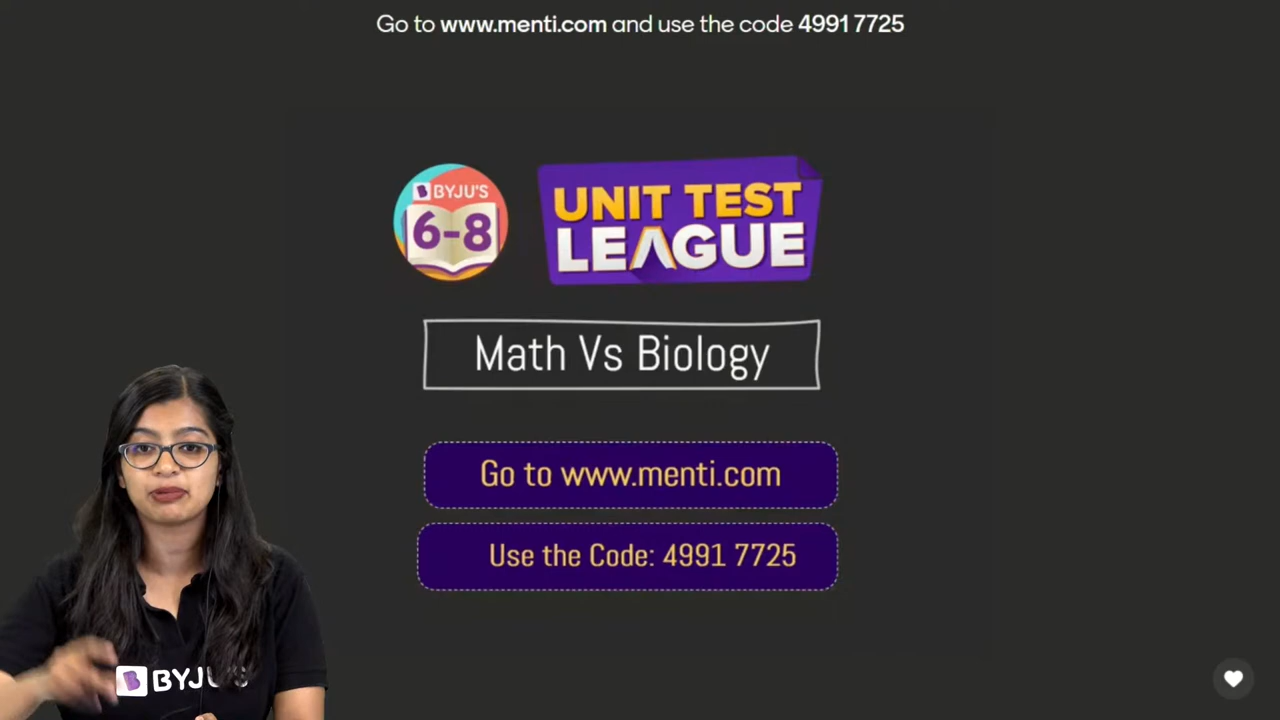 Go to www.menti.com and use the code 4991 7725
BYJU'S
6-8
UNIT TEST
LEAGUE
Math Vs Biology
Go to www.menti.com
Use the Code: 4991 7725
BYJU'S